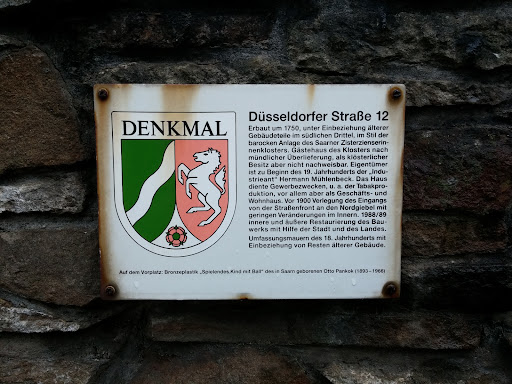 DENKMAL
Düsseldorfer Straße 12
Erbaut um 1750, unter Einbeziehung älterer
Gebäudeteile im südlichen Drittel, im Stil der
barocken Anlage des Saarner Zisterzienserin-
nenklosters. Gästehaus des Klosters nach
mündlicher Überlieferung, als klösterlicher
Besitz aber nicht nachweisbar. Eigentümer
ist zu Beginn des 19. Jahrhunderts der „Indu-
strieant“ Hermann Mühlenbeck. Das Haus
diente Gewerbezwecken, u. a. der Tabakpro-
duktion, vor allem aber als Geschäfts- und
Wohnhaus. Vor 1900 Verlegung des Eingangs
von der Straßenfront an den Nordgiebel mit
geringen Veränderungen im Innern. 1988/89
innere und äußere Restaurierung des Bau-
werks mit Hilfe der Stadt und des Landes.
Umfassungsmauern des 18. Jahrhunderts mit
Einbeziehung von Resten älterer Gebäude.
Auf dem Vorplatz: Bronzeplastik „Spielendes Kind mit Ball“ des in Saarn geborenen Otto Pankok (1893–1966)